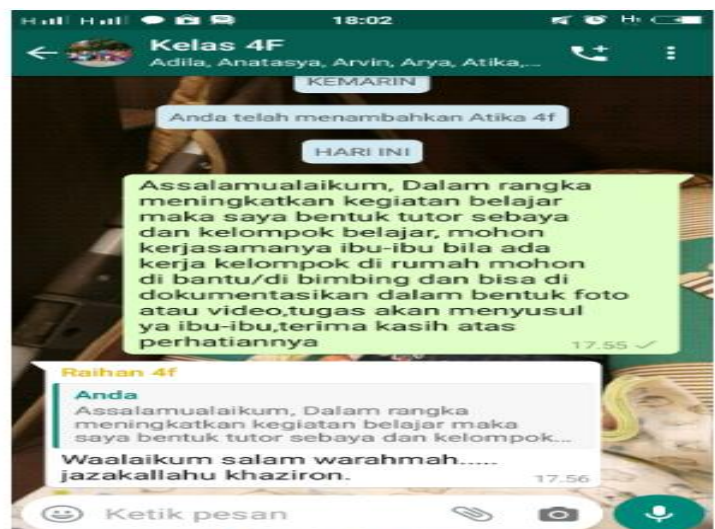 18:02
Kelas 4F
Adila, Anatasya, Arvin, Arya, Atika,...
KEMARIN
Anda telah menambahkan Atika 4f
HARI INI
Assalamualaikum, Dalam rangka
meningkatkan kegiatan belajar
maka saya bentuk tutor sebaya
dan kelompok belajar, mohon
kerjasamanya ibu-ibu bila ada
kerja kelompok di rumah mohon
di bantu/di bimbing dan bisa di
dokumentasikan dalam bentuk foto
atau video,tugas akan menyusul
ya ibu-ibu,terima kasih atas
perhatiannya
17.55
Raihan 4f
Anda
Assalamualaikum, Dalam rangka
meningkatkan kegiatan belajar maka
saya bentuk tutor sebaya dan kelompok...
Waalaikum salam warahmah.....
jazakallahu khaziron.
17.56
Ketik pesan